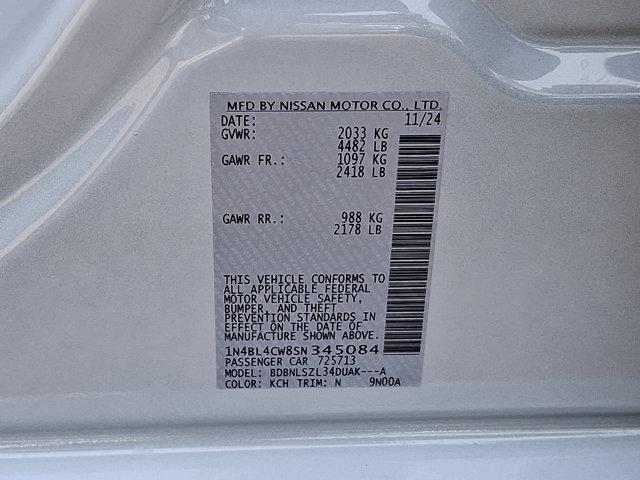 MFD BY NISSAN MOTOR CO., LTD.
DATE: 11/24
GVWR: 2033 KG
4482 LB
GAWR FR.: 1097 KG
2418 LB
GAWR RR.: 988 KG
2178 LB
THIS VEHICLE CONFORMS TO
ALL APPLICABLE FEDERAL
MOTOR VEHICLE SAFETY,
BUMPER, AND THEFT
PREVENTION STANDARDS IN
EFFECT ON THE DATE OF
MANUFACTURE SHOWN ABOVE.
1N4BL4CW8SN345084
PASSENGER CAR 725713
MODEL: BDBNLSZL34DUAK---A
COLOR: KCH TRIM: N 9N00A